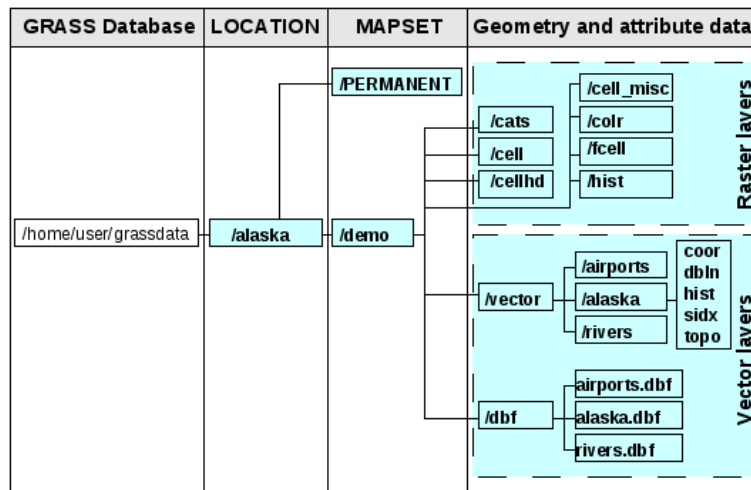 GRASS Database LOCATION MAPSET Geometry and attribute data
/PERMANENT
/cell_misc
/cats
/colr
/cell
/fcell
/cellhd
/hist
Raster layers
/home/user/grassdata
/alaska
/demo
/vector
/airports
/alaska
/rivers
coor
dbln
hist
sidx
topo
/dbf
airports.dbf
alaska.dbf
rivers.dbf
Vector layers